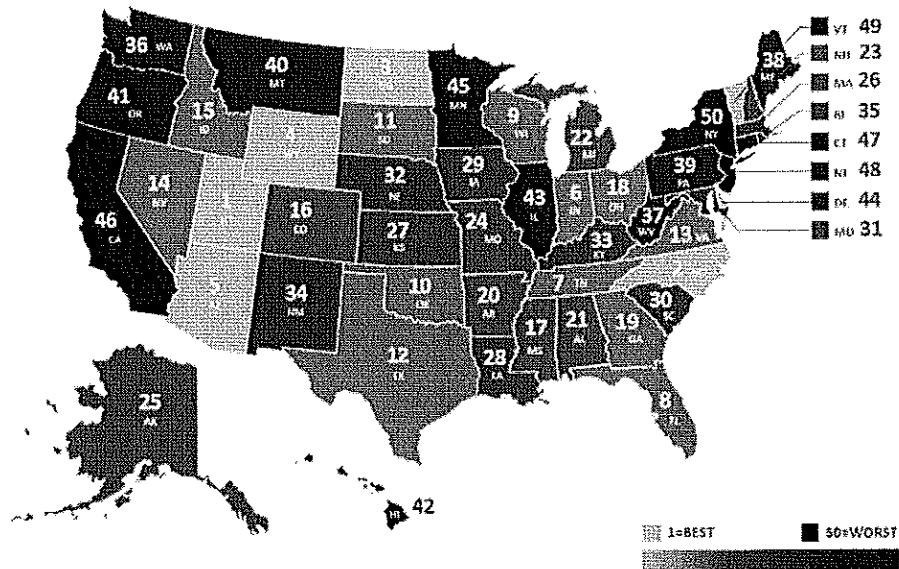 VT 49
36 WA
38 ME
NH 23
3
40 MT
45 MN
MA 26
41 OR
15 ID
11 SD
9 WI
50 NY
RI 35
22 MI
CT 47
29 IA
39 PA
NJ 48
14 NV
32 NE
43 IL
6 IN
18 OH
DE 44
1
16 CO
24 MO
37 WV
13 VA
MD 31
46 CA
27 KS
33 KY
5
10 OK
7 TN
34 NM
20 AR
30 SC
12 TX
17 MS
21 AL
19 GA
28 LA
8 FL
25 AK
HI 42
1=BEST
50=WORST